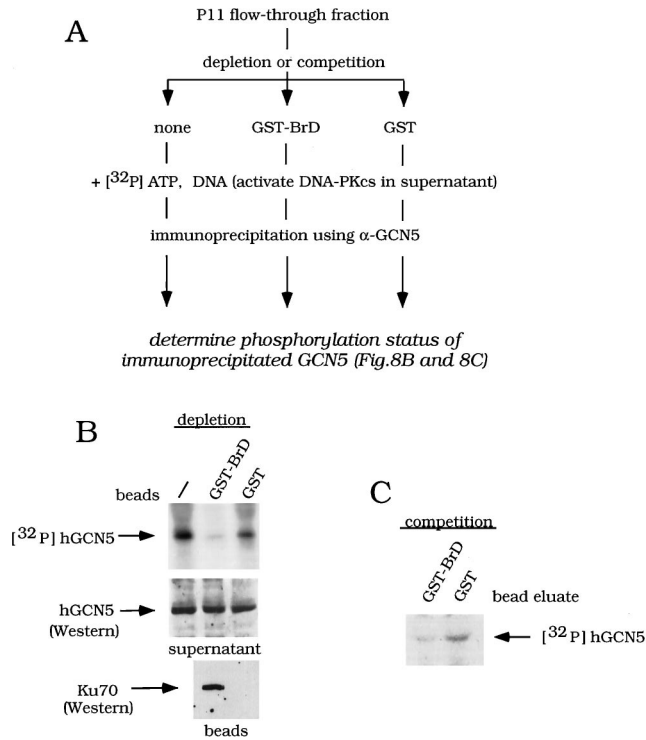 A
P11 flow-through fraction
depletion or competition
none GST-BrD GST
+ [32P] ATP, DNA (activate DNA-PKcs in supernatant)
immunoprecipitation using α-GCN5
determine phosphorylation status of
immunoprecipitated GCN5 (Fig.8B and 8C)
B
depletion
beads / GST-BrD GST
[32P] hGCN5
hGCN5
(Western)
supernatant
Ku70
(Western)
beads
C
competition
GST-BrD GST bead eluate
[32P] hGCN5